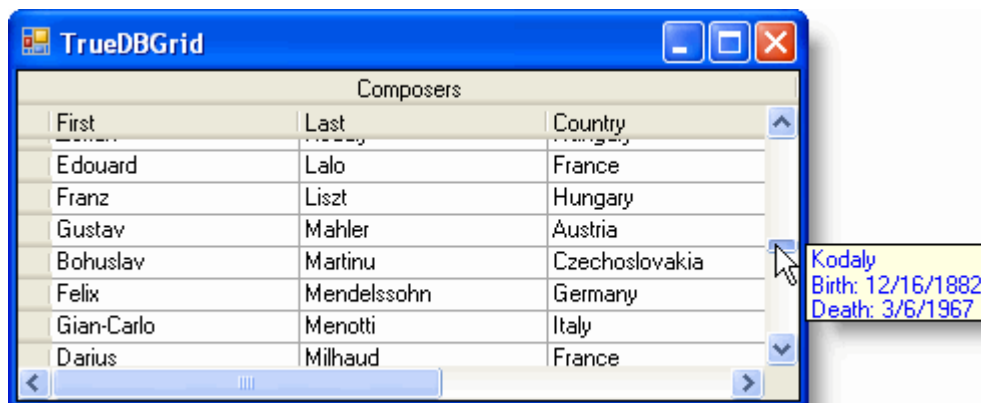 TrueDBGrid
Composers
First Last Country
Edouard Lalo France
Franz Liszt Hungary
Gustav Mahler Austria
Bohuslav Martinu Czechoslovakia
Felix Mendelssohn Germany
Gian-Carlo Menotti Italy
Darius Milhaud France
Kodaly
Birth: 12/16/1882
Death: 3/6/1967